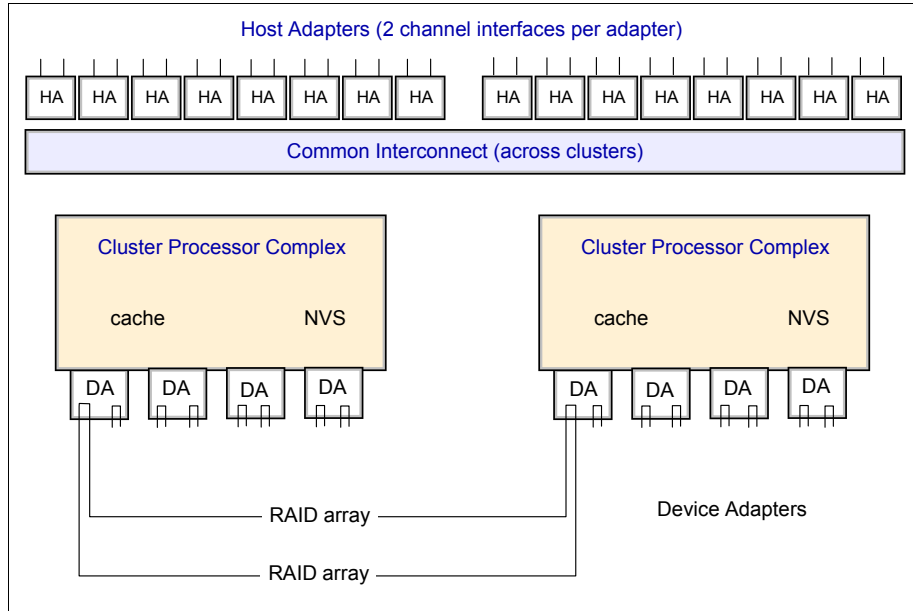 Host Adapters (2 channel interfaces per adapter)
HA HA HA HA HA HA HA HA HA HA HA HA HA HA HA HA
Common Interconnect (across clusters)
Cluster Processor Complex Cluster Processor Complex
cache NVS cache NVS
DA DA DA DA DA DA DA DA
RAID array
Device Adapters
RAID array